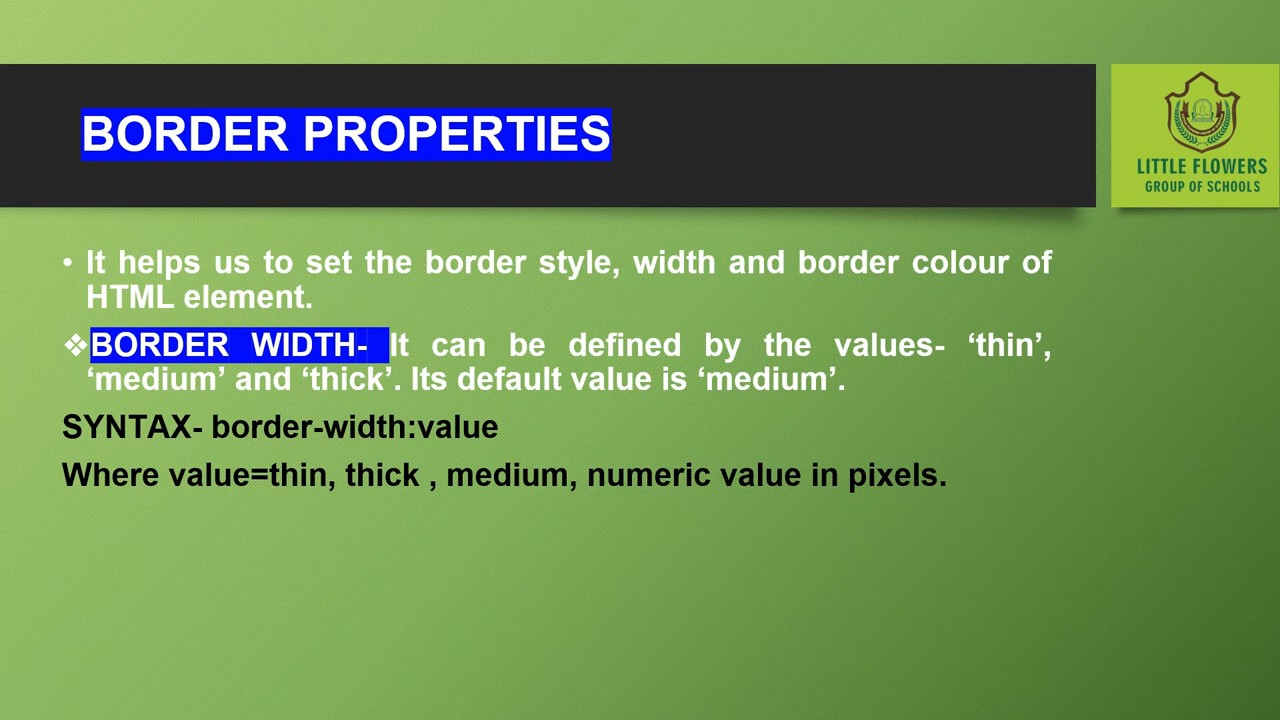 BORDER PROPERTIES
LITTLE FLOWERS
GROUP OF SCHOOLS
• It helps us to set the border style, width and border colour of
HTML element.
❖BORDER WIDTH- It can be defined by the values- ‘thin’,
‘medium’ and ‘thick’. Its default value is ‘medium’.
SYNTAX- border-width:value
Where value=thin, thick , medium, numeric value in pixels.